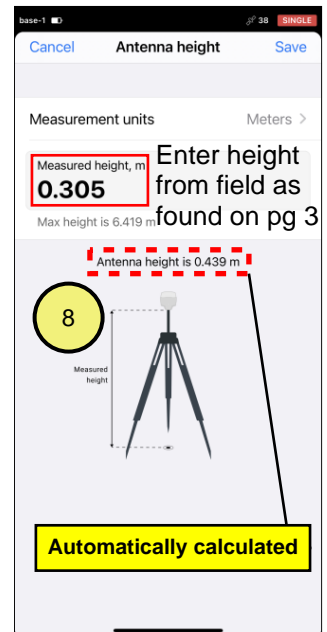 base-1 38 SINGLE
Cancel Antenna height Save
Measurement units Meters >
Measured height, m
0.305
Enter height
from field as
found on pg 3
Max height is 6.419 m
Antenna height is 0.439 m
8
Measured
height
Automatically calculated